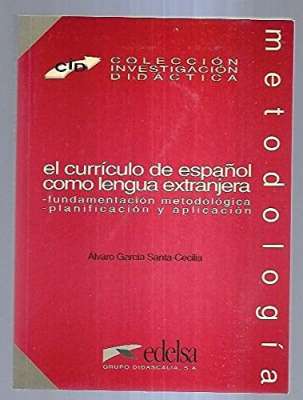 CID
COLECCIÓN
INVESTIGACIÓN
DIDÁCTICA
metodología
el currículo de español
como lengua extranjera
-fundamentación metodológica
-planificación y aplicación
Álvaro García Santa-Cecilia
edelsa
GRUPO DIDASCALIA, S.A.